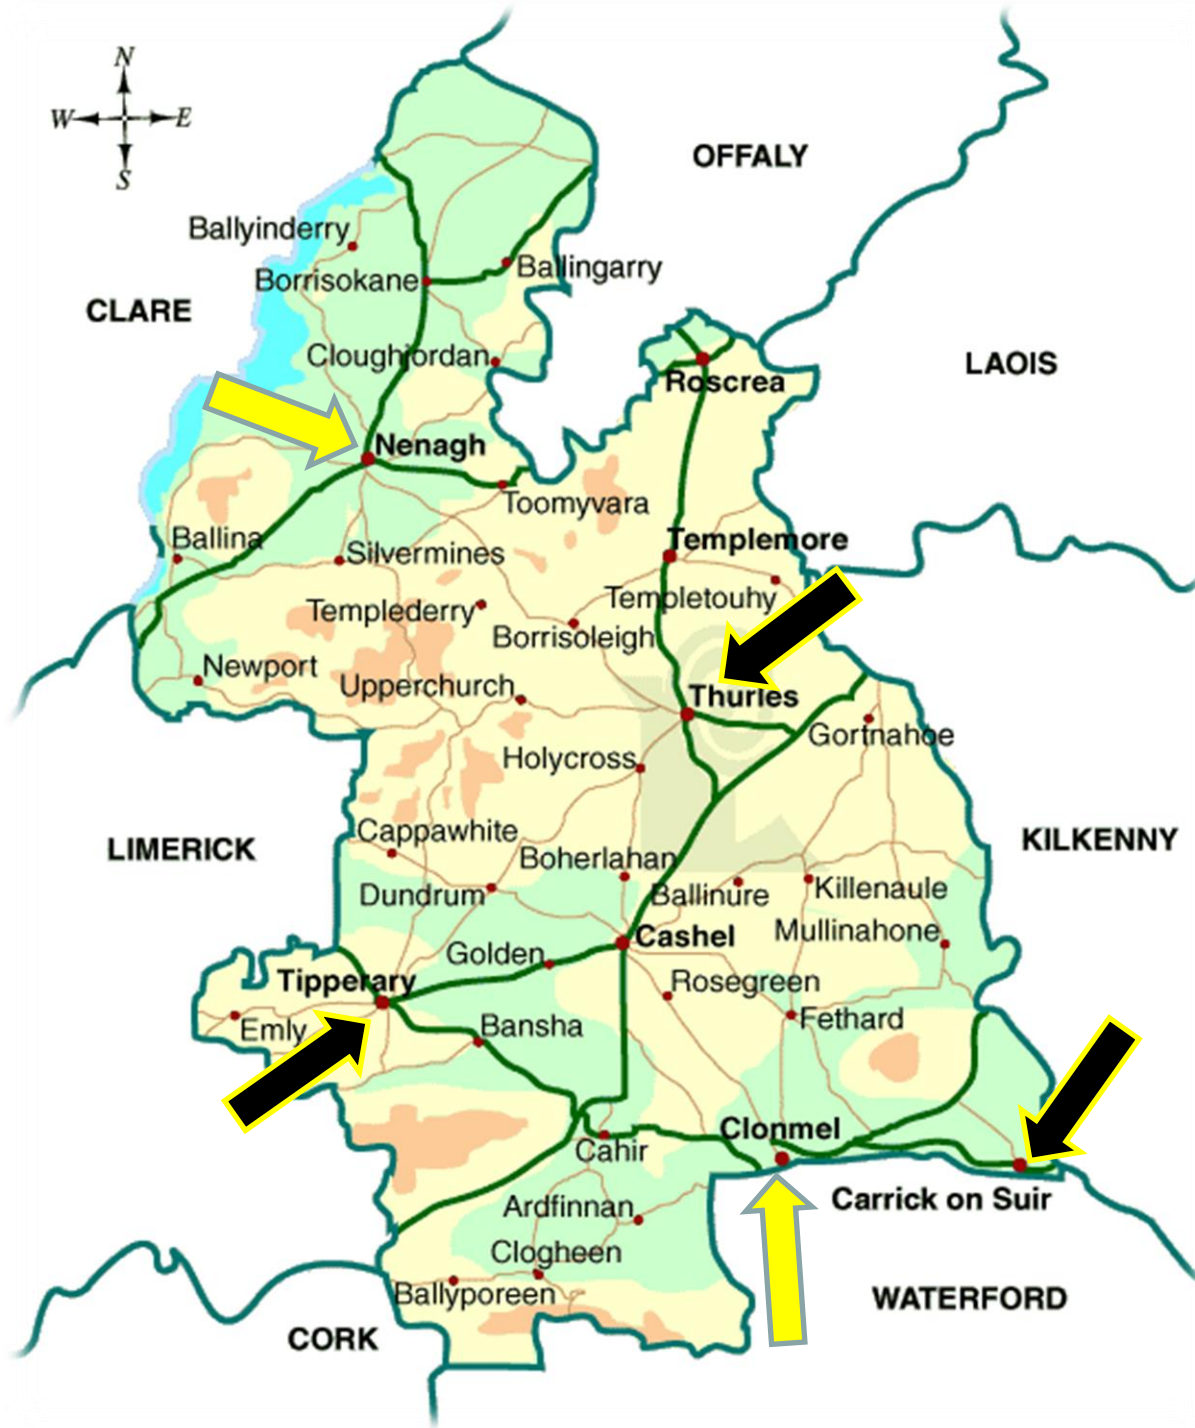 N
W E
S
OFFALY
Ballyinderry
Ballingarry
Borrisokane
CLARE
Cloughjordan
LAOIS
Roscrea
Nenagh
Toomyvara
Ballina
Silvermines
Templemore
Templetouhy
Templederry
Borrisoleigh
Newport
Upperchurch
Thurles
Gortnahoe
Holycross
Cappawhite
LIMERICK
KILKENNY
Boherlahan
Dundrum
Ballinure
Killenaule
Mullinahone
Cashel
Golden
Tipperary
Rosegreen
Emly
Bansha
Fethard
Clonmel
Cahir
Carrick on Suir
Ardfinnan
Clogheen
Ballyporeen
WATERFORD
CORK